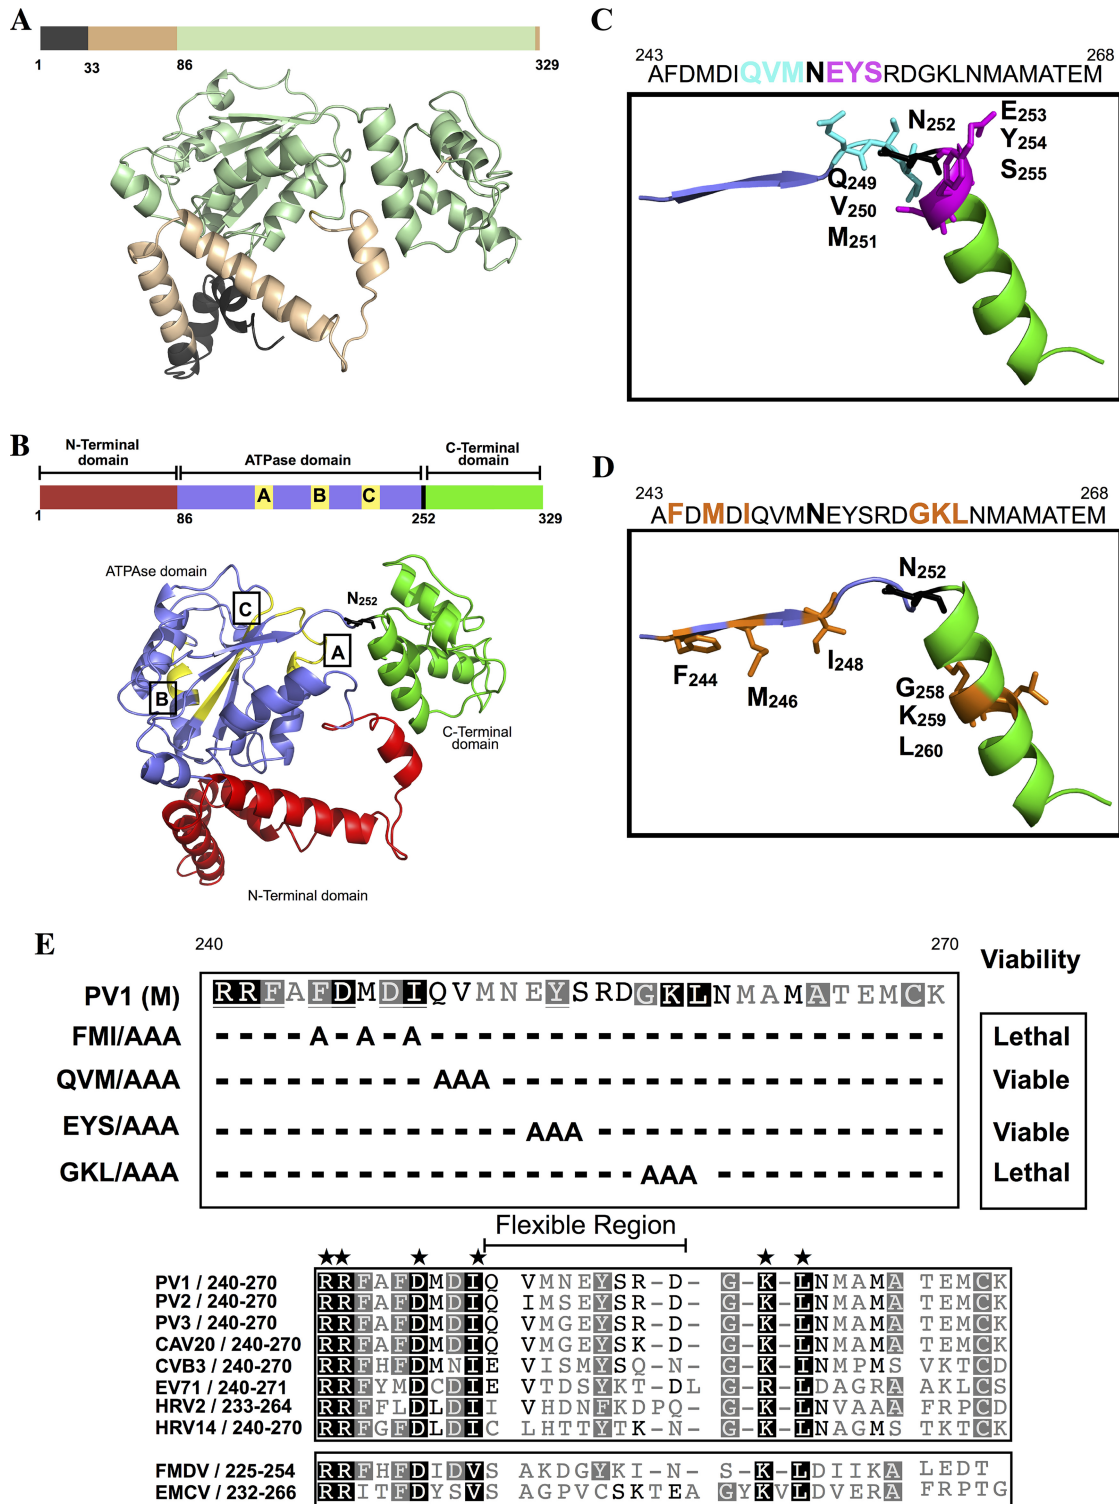 A
1
33
86
329
B
N-Terminal
domain
ATPase domain
C-Terminal
domain
A
B
C
1
86
252
329
ATPAse domain
C
N252
A
B
C-Terminal
domain
N-Terminal domain
C
243
268
AFDMDIQVMNEYSRDGKLNMAMATEM
N252
E253
Y254
S255
Q249
V250
M251
D
243
268
AFDMDIQVMNEYSRDGKLNMAMATEM
N252
F244
M246
I248
G258
K259
L260
E
240
270
Viability
PV1 (M) RRFAFDMDIQVMNEYSRDGKLNMAMATEMCK
FMI/AAA - - - - A - A - A - - - - - - - - - - - - - - - - - - - - - - Lethal
QVM/AAA - - - - - - - - - AAA - - - - - - - - - - - - - - - - - - - Viable
EYS/AAA - - - - - - - - - - - - - AAA - - - - - - - - - - - - - - - Viable
GKL/AAA - - - - - - - - - - - - - - - - - - AAA - - - - - - - - - - Lethal
Flexible Region
★★ ★ ★ ★ ★
PV1 / 240-270 RRFAFDMDIQ VMNEYSR-D- G-K-LNMAMA TEMCK
PV2 / 240-270 RRFAFDMDIQ IMSEYSR-D- G-K-LNMAMA TEMCK
PV3 / 240-270 RRFAFDMDIQ VMGEYSR-D- G-K-LNMAMA TEMCK
CAV20 / 240-270 RRFAFDMDIQ VMGEYSK-D- G-K-LNMAMA TEMCK
CVB3 / 240-270 RRFHFDMNIE VISMYSQ-N- G-K-INMPMS VKTCD
EV71 / 240-271 RRFYMDCDIE VTDSYKT-DL G-R-LDAGRA AKLCS
HRV2 / 233-264 RRFFLDLDII VHDNFKDPQ- G-K-LNVAAA FRPCD
HRV14 / 240-270 RRFGFDLDIC LHTTYTK-N- G-K-LNAGMS TKTCD
FMDV / 225-254 RRFHFDIDVS AKDGYKI-N- S-K-LDIIKA LEDT
EMCV / 232-266 RRITFDYSVS AGPVCSKTEA GYKVLDVERA FRPTG